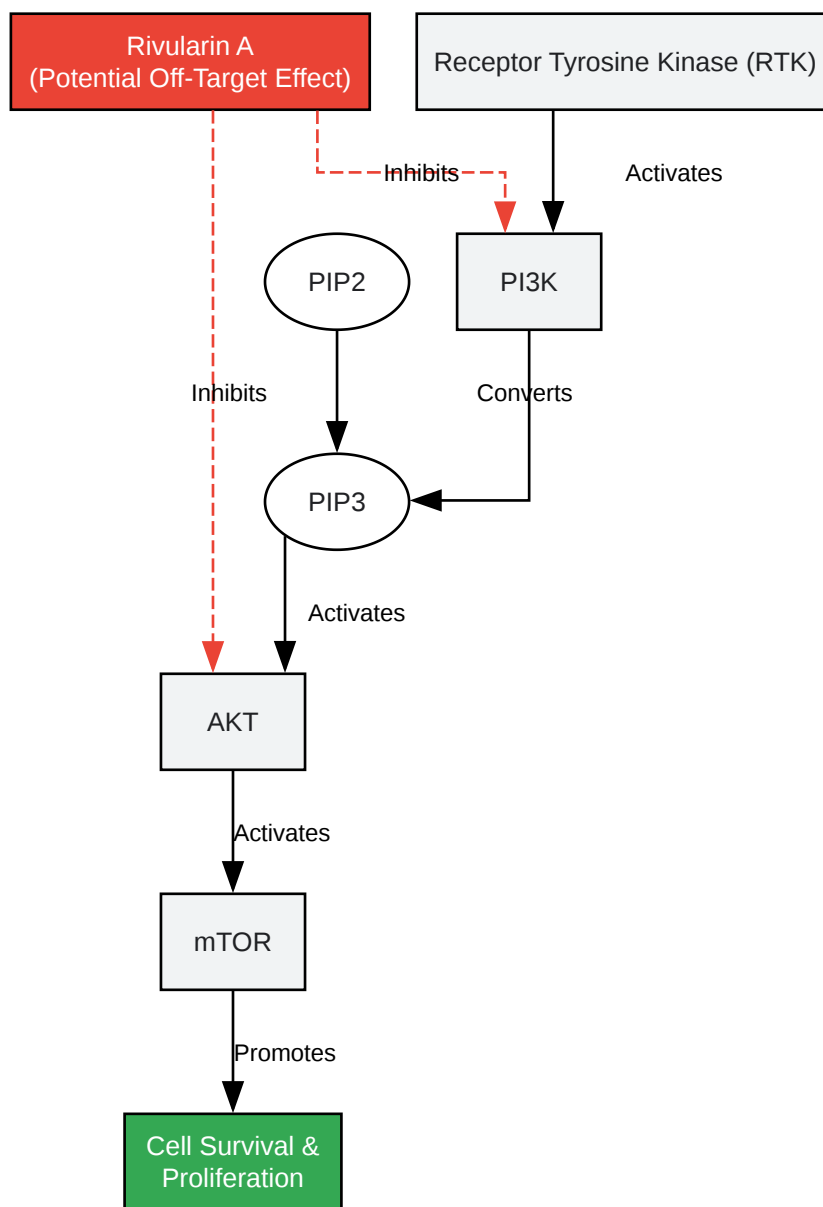 Rivularin A
(Potential Off-Target Effect)
Receptor Tyrosine Kinase (RTK)
Inhibits
Activates
PIP2
PI3K
Inhibits
Converts
PIP3
Activates
AKT
Activates
mTOR
Promotes
Cell Survival &
Proliferation